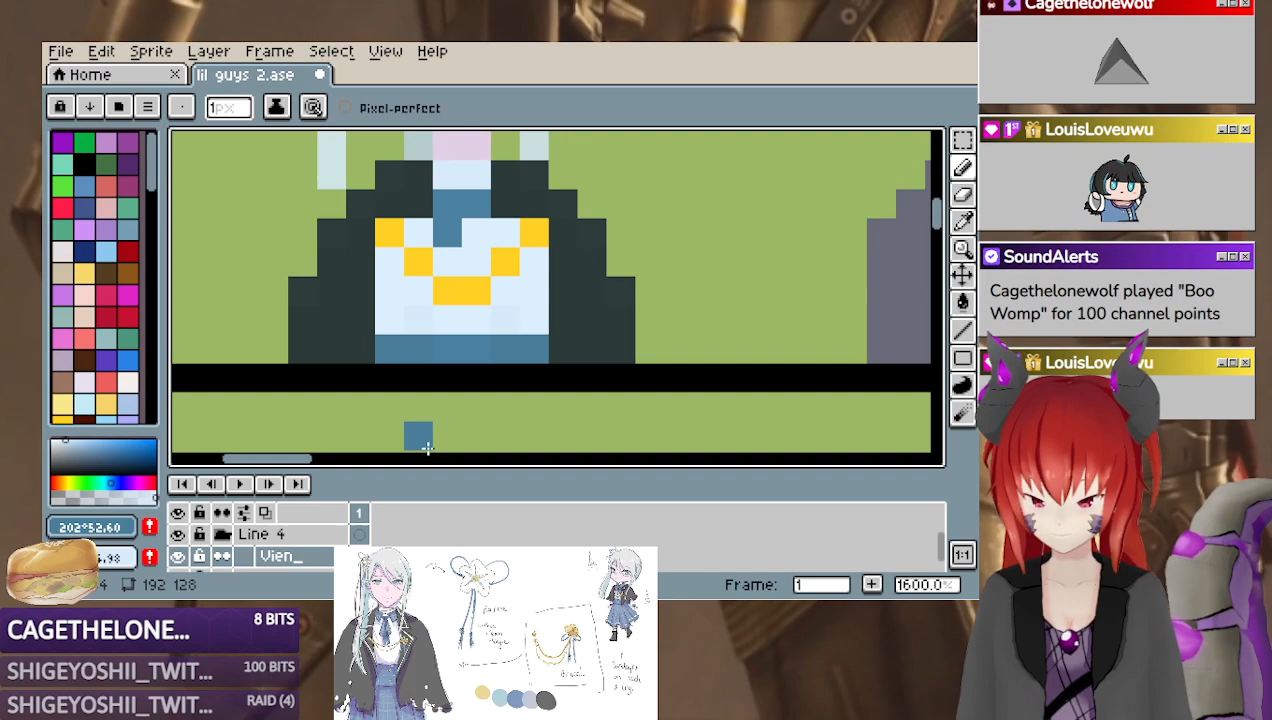 Cagethelonewolf
File Edit Sprite Layer Frame Select View Help
Home
lil guys 2.ase
1px
Pixel-perfect
1ST LouisLoveuwu
SoundAlerts
Cagethelonewolf played "Boo
Womp" for 100 channel points
1
Line 4
Vien_
202°52.60
192 128
Frame: 1 + 1600.0%
1:1
8 BITS
CAGETHELONE...
SHIGEYOSHII_TWIT... 100 BITS
SHIGEYOSHII_TWIT... RAID (4)